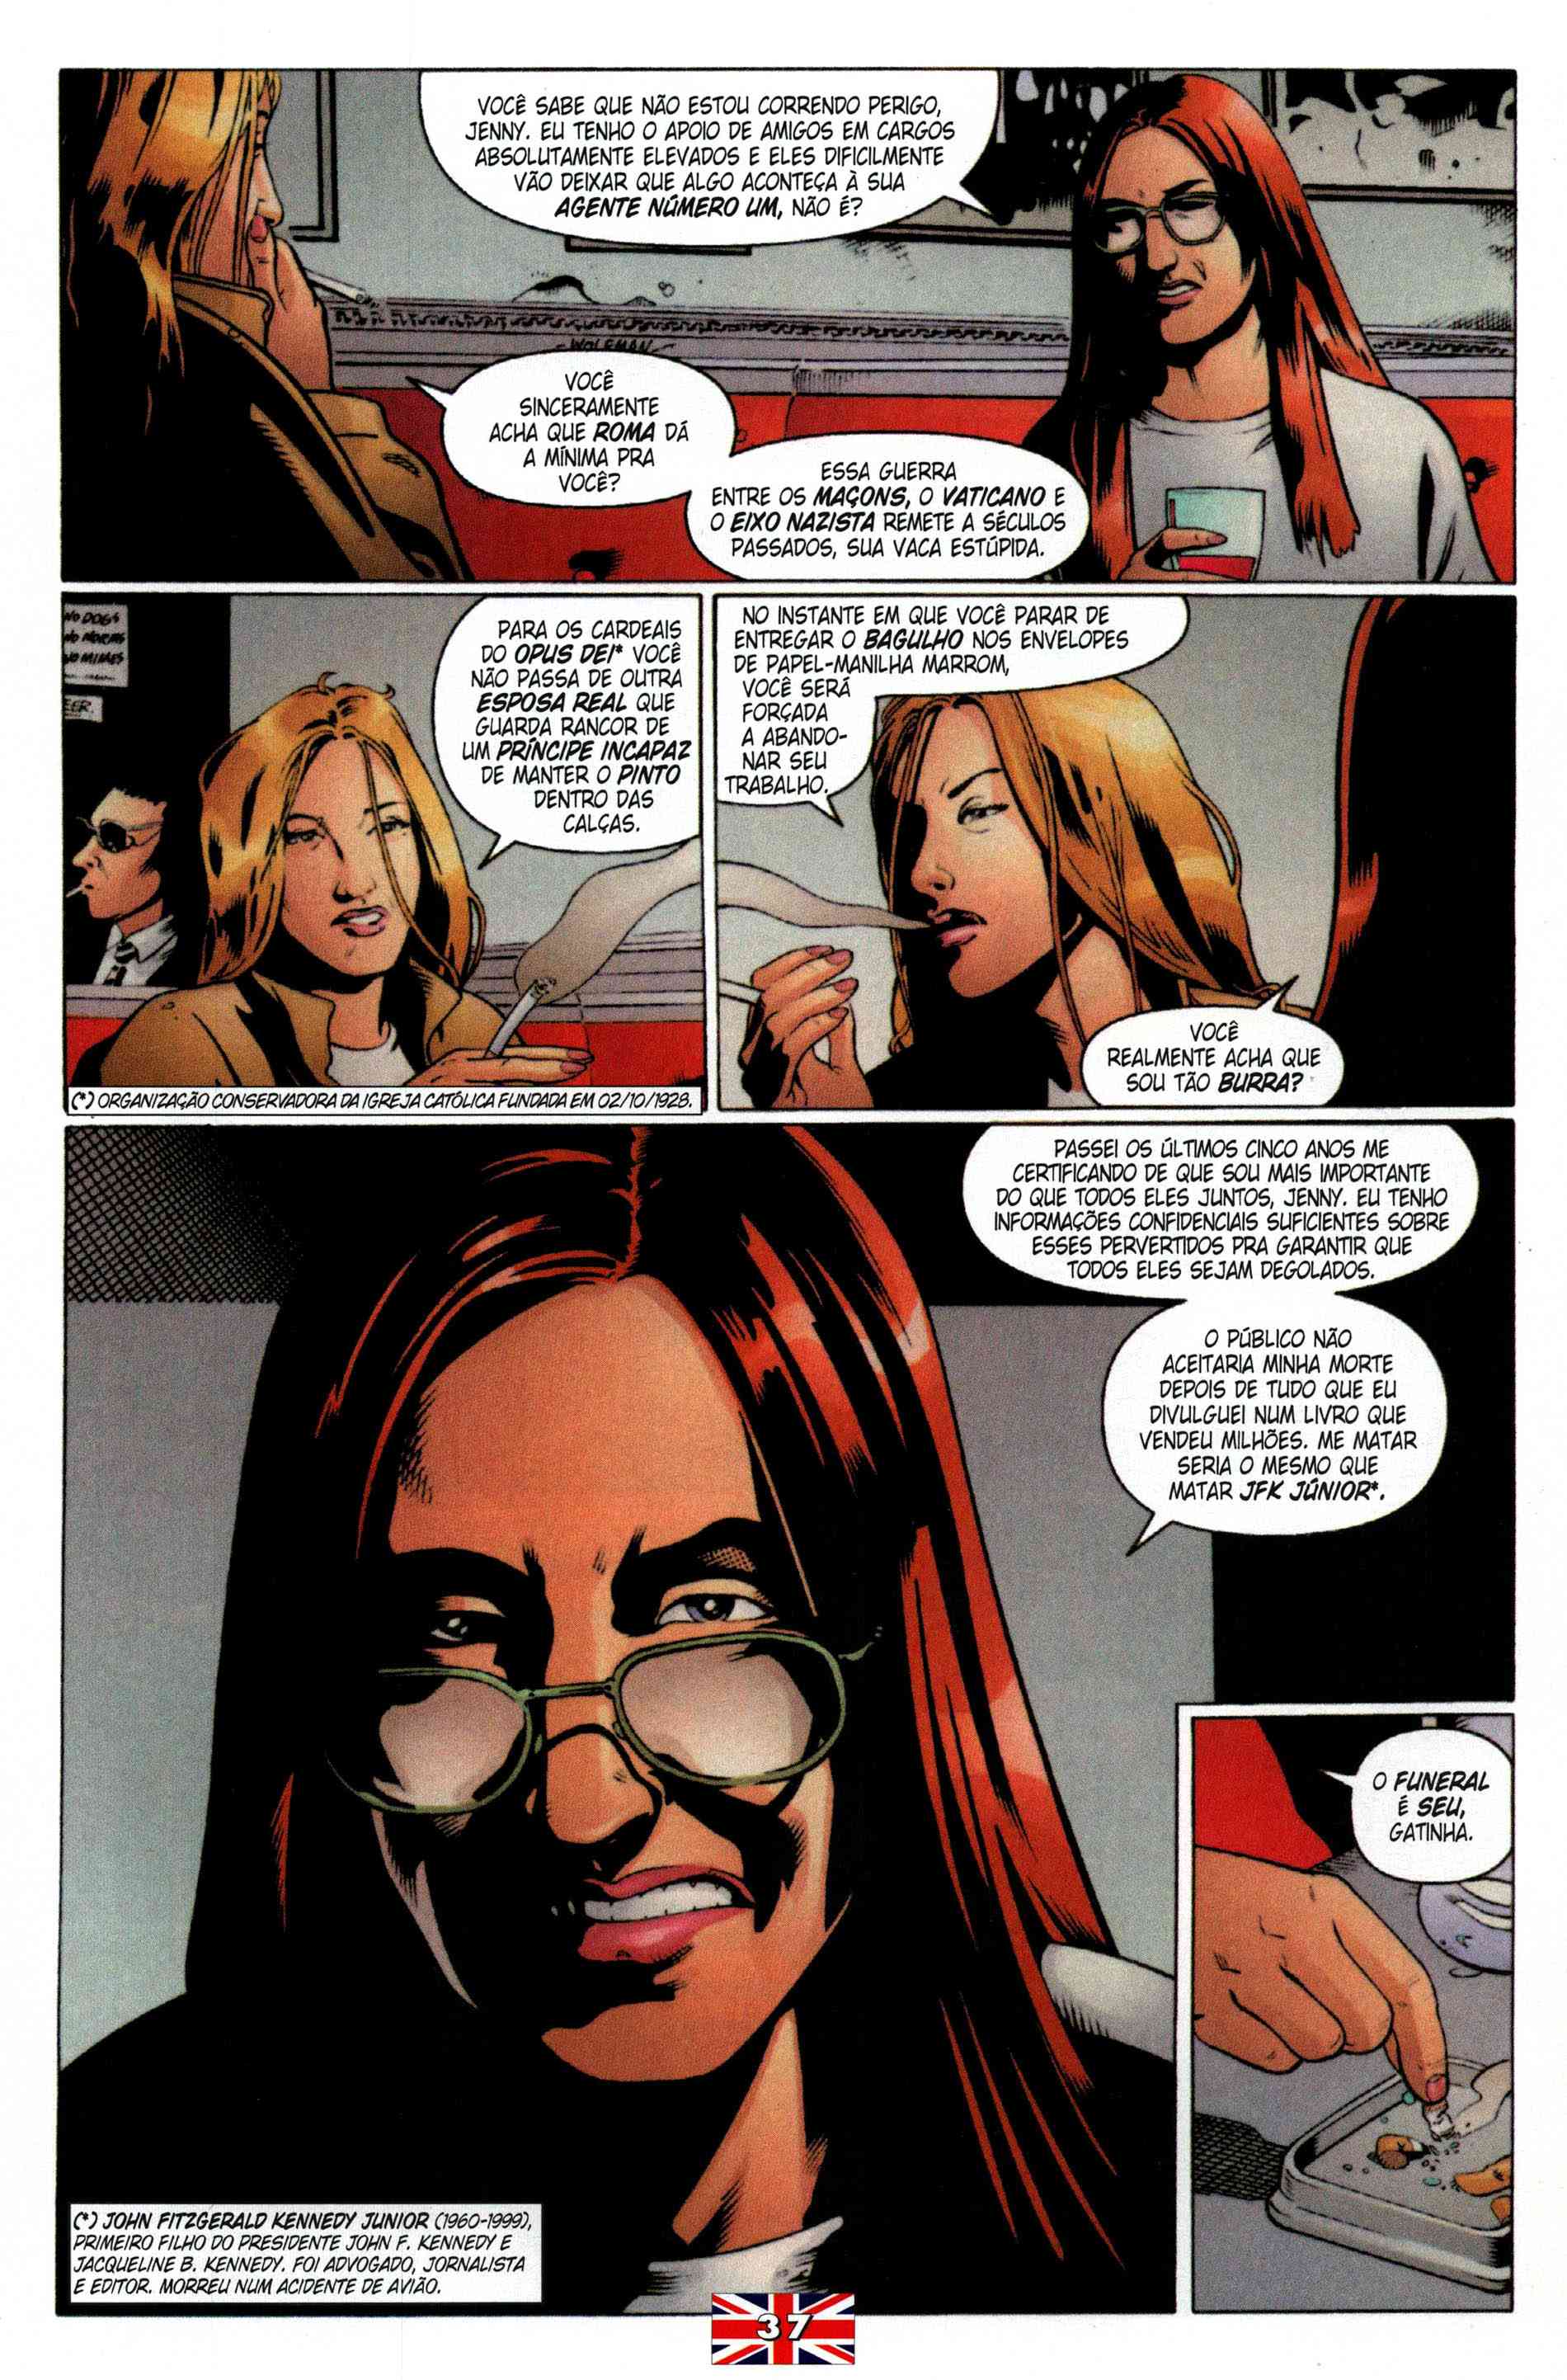 VOCÊ SABE QUE NÃO ESTOU CORRENDO PERIGO,
JENNY. EU TENHO O APOIO DE AMIGOS EM CARGOS
ABSOLUTAMENTE ELEVADOS E ELES DIFICILMENTE
VÃO DEIXAR QUE ALGO ACONTEÇA À SUA
AGENTE NÚMERO UM, NÃO É?
-WOLFMAN-
VOCÊ
SINCERAMENTE
ACHA QUE ROMA DÁ
A MÍNIMA PRA
VOCÊ?
ESSA GUERRA
ENTRE OS MAÇONS, O VATICANO E
O EIXO NAZISTA REMETE A SÉCULOS
PASSADOS, SUA VACA ESTÚPIDA.
NO DOGS
NO MIMES
EER.
PARA OS CARDEAIS
DO OPUS DEI* VOCÊ
NÃO PASSA DE OUTRA
ESPOSA REAL QUE
GUARDA RANCOR DE
UM PRÍNCIPE INCAPAZ
DE MANTER O PINTO
DENTRO DAS
CALÇAS.
(*) ORGANIZAÇÃO CONSERVADORA DA IGREJA CATÓLICA FUNDADA EM 02/10/1928.
NO INSTANTE EM QUE VOCÊ PARAR DE
ENTREGAR O BAGULHO NOS ENVELOPES
DE PAPEL-MANILHA MARROM,
VOCÊ SERÁ
FORÇADA
A ABANDO-
NAR SEU
TRABALHO.
VOCÊ
REALMENTE ACHA QUE
SOU TÃO BURRA?
PASSEI OS ÚLTIMOS CINCO ANOS ME
CERTIFICANDO DE QUE SOU MAIS IMPORTANTE
DO QUE TODOS ELES JUNTOS, JENNY. EU TENHO
INFORMAÇÕES CONFIDENCIAIS SUFICIENTES SOBRE
ESSES PERVERTIDOS PRA GARANTIR QUE
TODOS ELES SEJAM DEGOLADOS.
O PÚBLICO NÃO
ACEITARIA MINHA MORTE
DEPOIS DE TUDO QUE EU
DIVULGUEI NUM LIVRO QUE
VENDEU MILHÕES. ME MATAR
SERIA O MESMO QUE
MATAR JFK JÚNIOR*.
(*) JOHN FITZGERALD KENNEDY JUNIOR (1960-1999),
PRIMEIRO FILHO DO PRESIDENTE JOHN F. KENNEDY E
JACQUELINE B. KENNEDY. FOI ADVOGADO, JORNALISTA
E EDITOR. MORREU NUM ACIDENTE DE AVIÃO.
O FUNERAL
É SEU,
GATINHA.
37